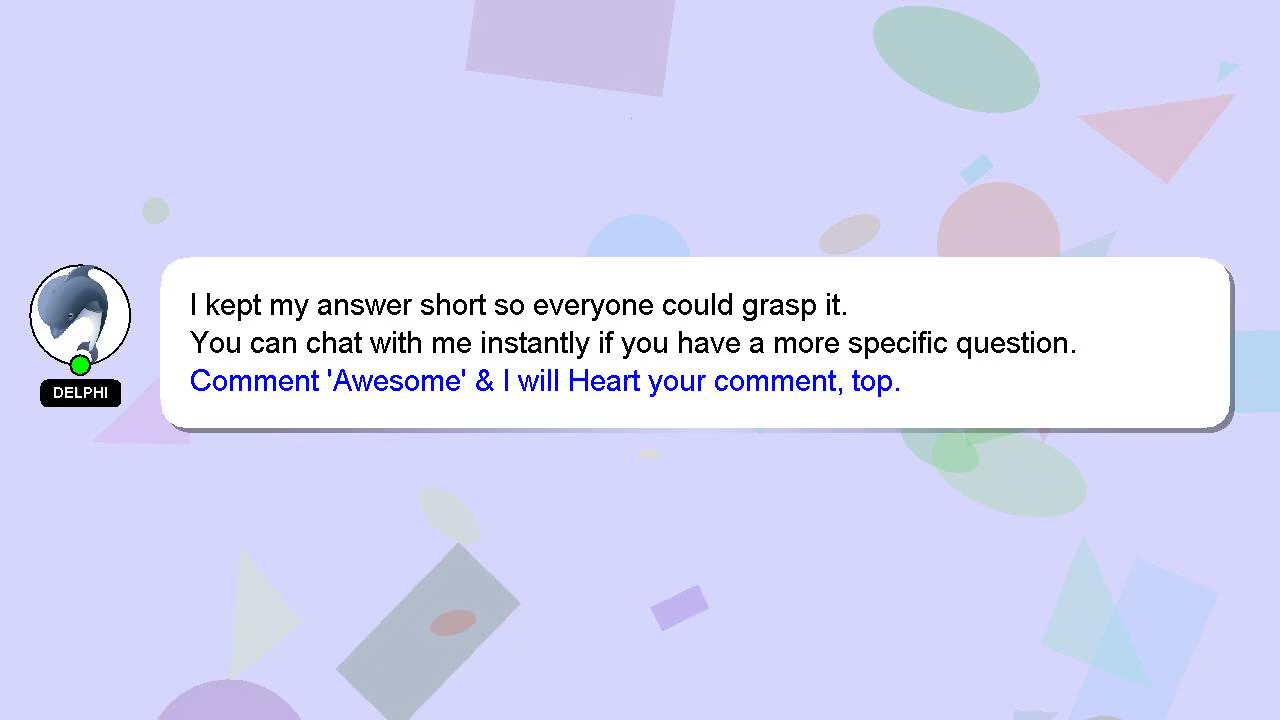 I kept my answer short so everyone could grasp it.
You can chat with me instantly if you have a more specific question.
Comment 'Awesome' & I will Heart your comment, top.
DELPHI